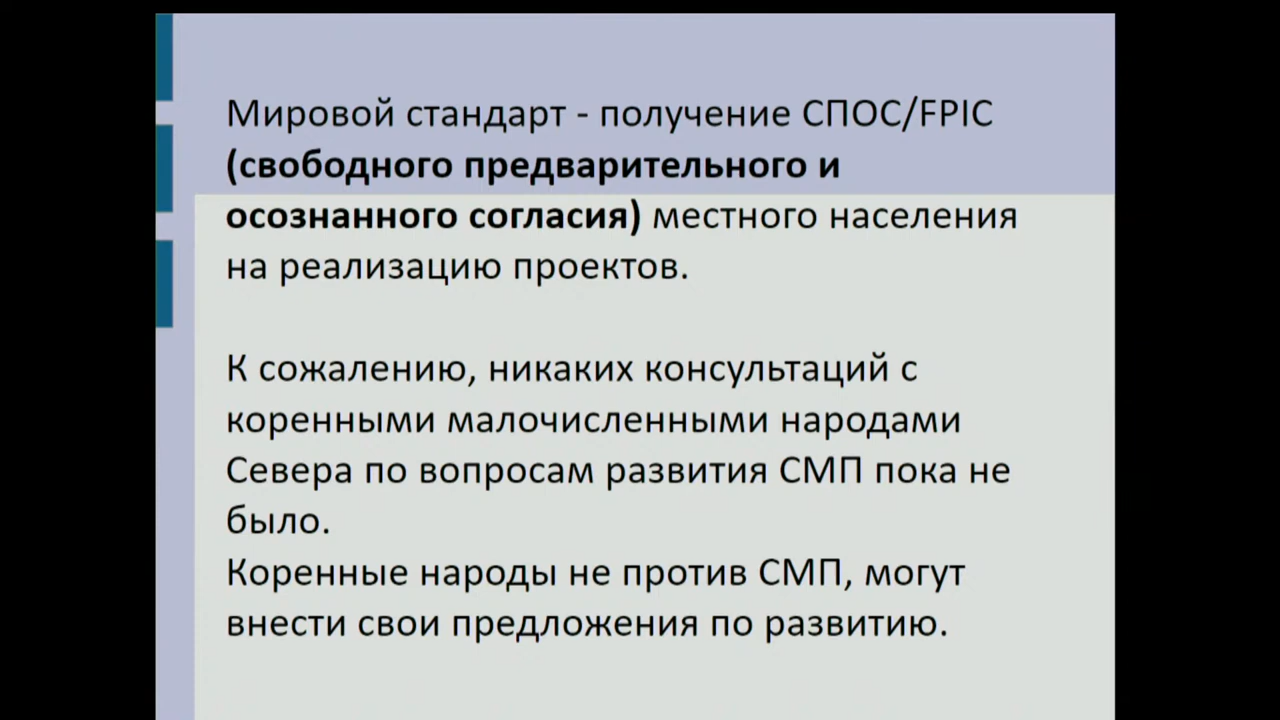 Мировой стандарт - получение СПОС/FPIC
(свободного предварительного и
осознанного согласия) местного населения
на реализацию проектов.
К сожалению, никаких консультаций с
коренными малочисленными народами
Севера по вопросам развития СМП пока не
было.
Коренные народы не против СМП, могут
внести свои предложения по развитию.